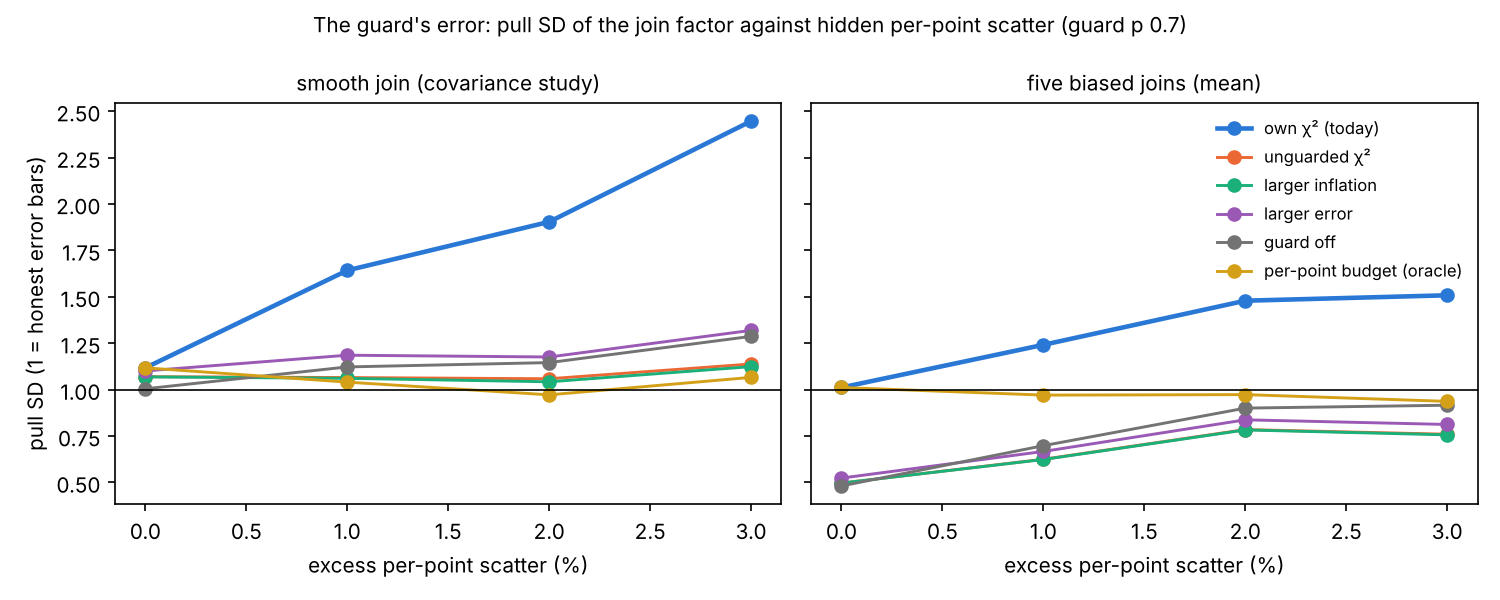 The guard's error: pull SD of the join factor against hidden per-point scatter (guard p 0.7)
smooth join (covariance study)
five biased joins (mean)
pull SD (1 = honest error bars)
2.50
2.25
2.00
1.75
1.50
1.25
1.00
0.75
0.50
own χ² (today)
unguarded χ²
larger inflation
larger error
guard off
per-point budget (oracle)
0.0 0.5 1.0 1.5 2.0 2.5 3.0
0.0 0.5 1.0 1.5 2.0 2.5 3.0
excess per-point scatter (%)
excess per-point scatter (%)